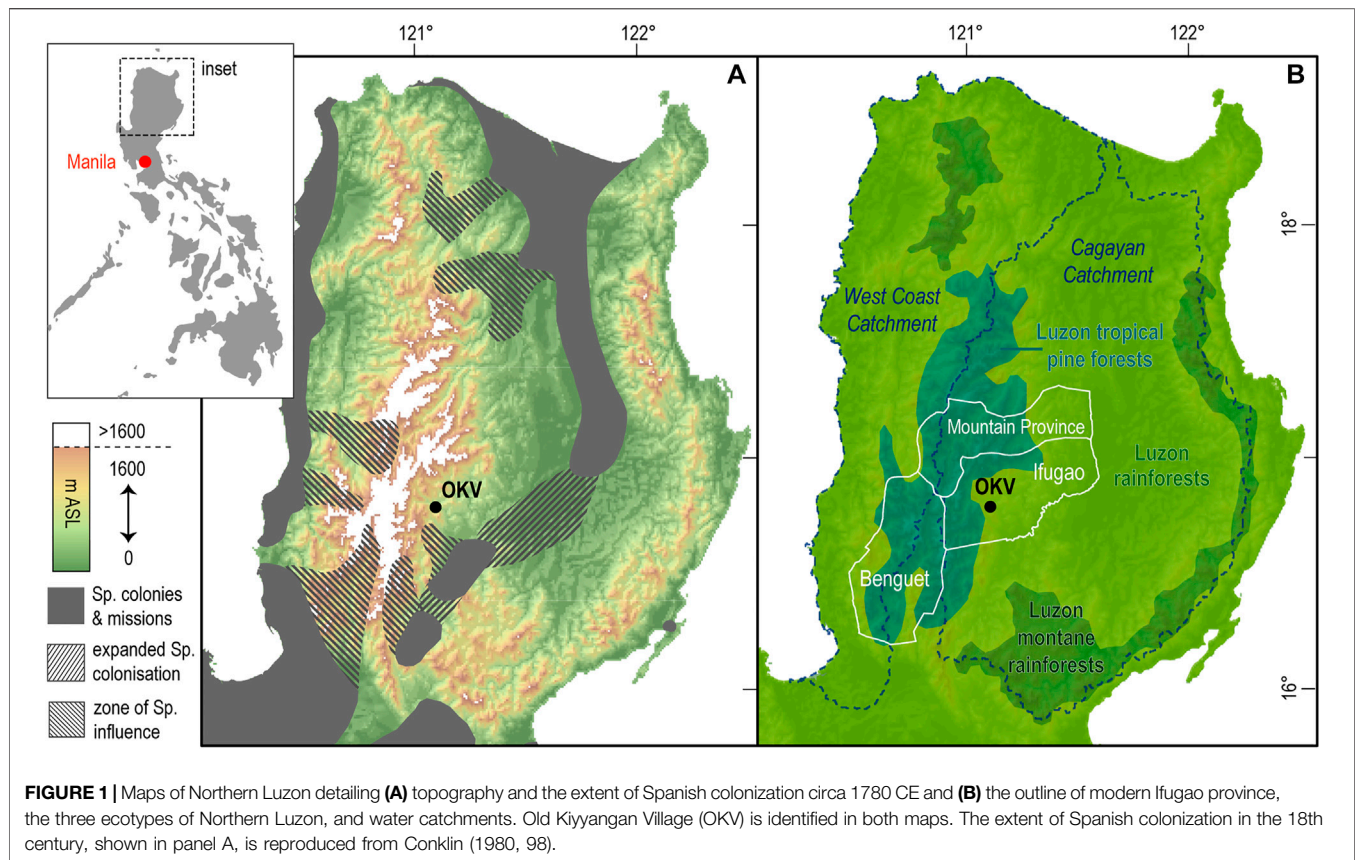 121°
122°
121°
122°
inset
Manila
A
B
18°
16°
>1600
1600
0
m ASL
Sp. colonies
& missions
expanded Sp.
colonisation
zone of Sp.
influence
OKV
West Coast
Catchment
Cagayan
Catchment
Luzon tropical
pine forests
Mountain Province
Ifugao
OKV
Benguet
Luzon
rainforests
Luzon
montane
rainforests
FIGURE 1 | Maps of Northern Luzon detailing (A) topography and the extent of Spanish colonization circa 1780 CE and (B) the outline of modern Ifugao province,
the three ecotypes of Northern Luzon, and water catchments. Old Kiyyangan Village (OKV) is identified in both maps. The extent of Spanish colonization in the 18th
century, shown in panel A, is reproduced from Conklin (1980, 98).